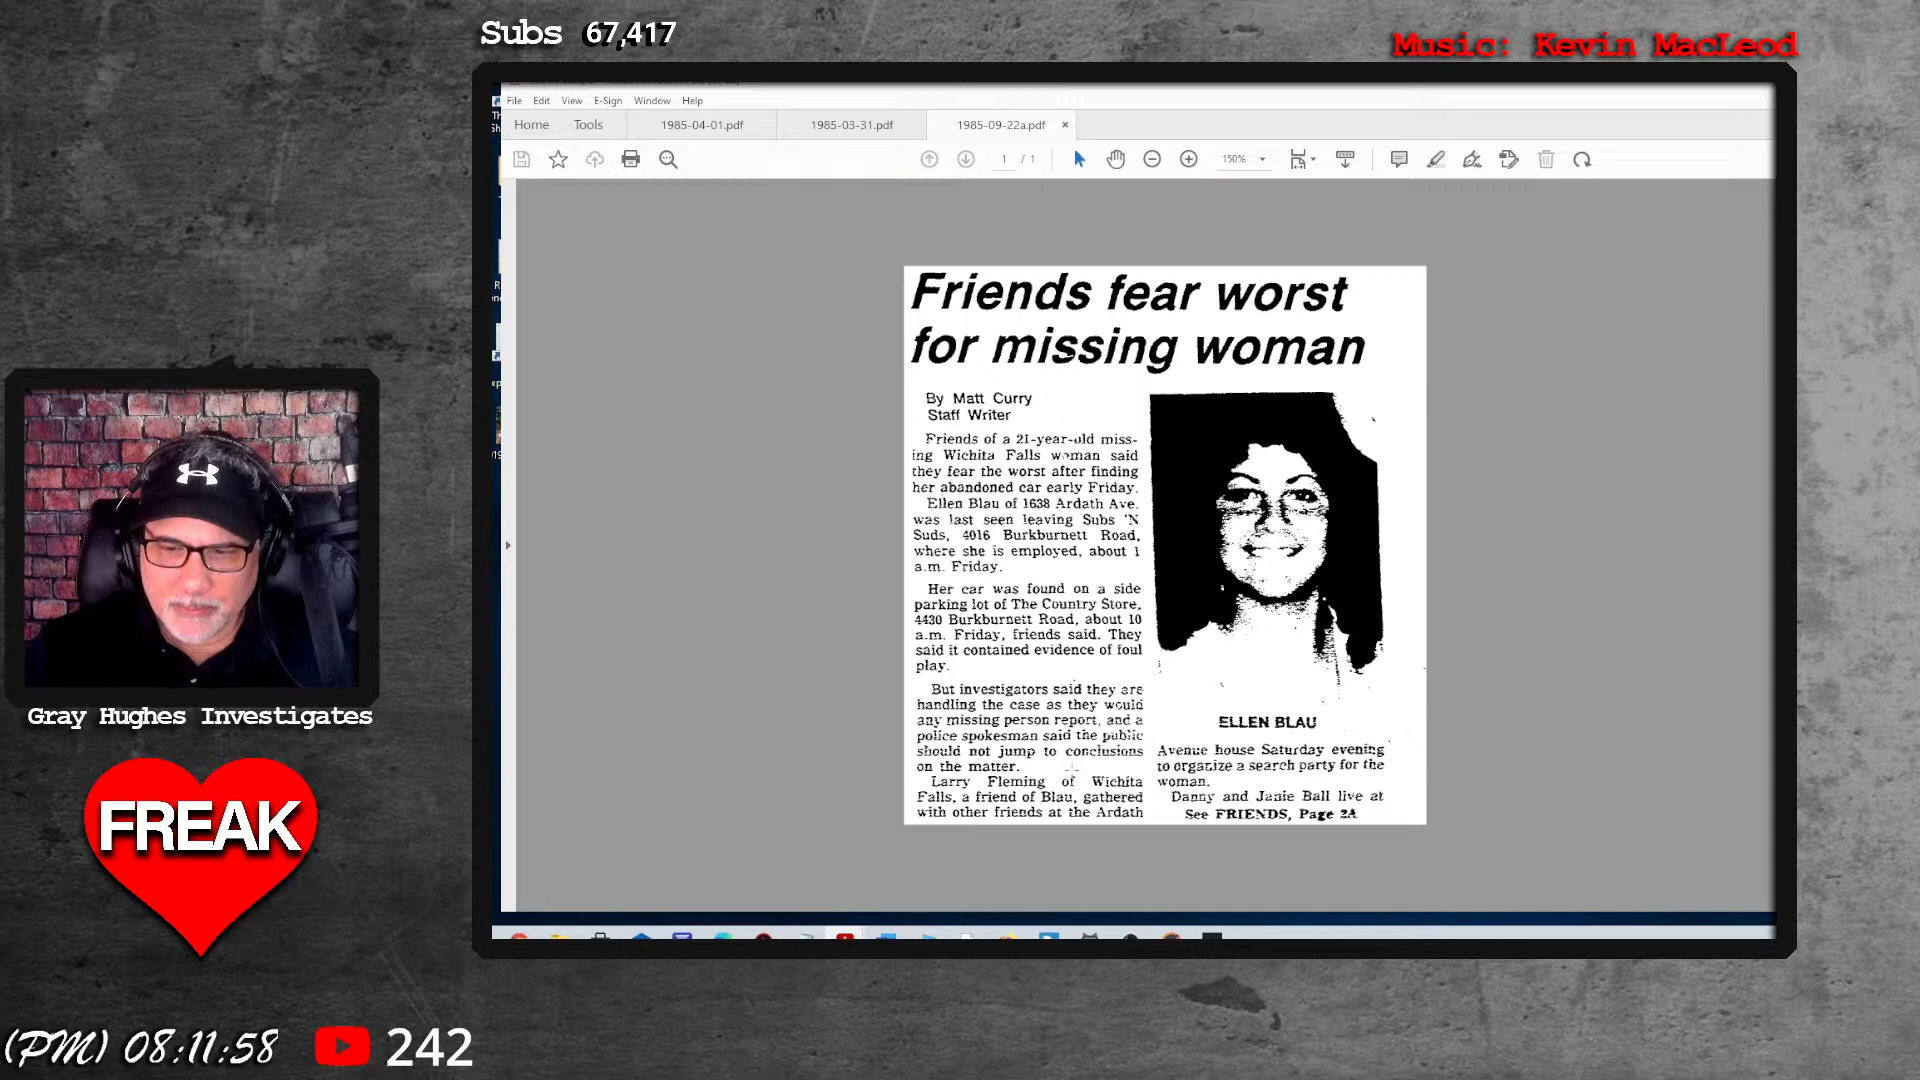 Subs 67,417
Music: Kevin MacLeod
File Edit View E-Sign Window Help
Home Tools 1985-04-01.pdf 1985-03-31.pdf 1985-09-22a.pdf ×
1 / 1 150%
Friends fear worst
for missing woman
By Matt Curry
Staff Writer
Friends of a 21-year-old miss-
ing Wichita Falls woman said
they fear the worst after finding
her abandoned car early Friday.
Ellen Blau of 1638 Ardath Ave.
was last seen leaving Subs 'N
Suds, 4016 Burkburnett Road,
where she is employed, about 1
a.m. Friday.
Her car was found on a side
parking lot of The Country Store,
4430 Burkburnett Road, about 10
a.m. Friday, friends said. They
said it contained evidence of foul
play.
But investigators said they are
handling the case as they would
any missing person report, and a
police spokesman said the public
should not jump to conclusions
on the matter.
Larry Fleming of Wichita
Falls, a friend of Blau, gathered
with other friends at the Ardath
ELLEN BLAU
Avenue house Saturday evening
to organize a search party for the
woman.
Danny and Janie Ball live at
See FRIENDS, Page 2A
Gray Hughes Investigates
FREAK
(PM) 08:11:58 242